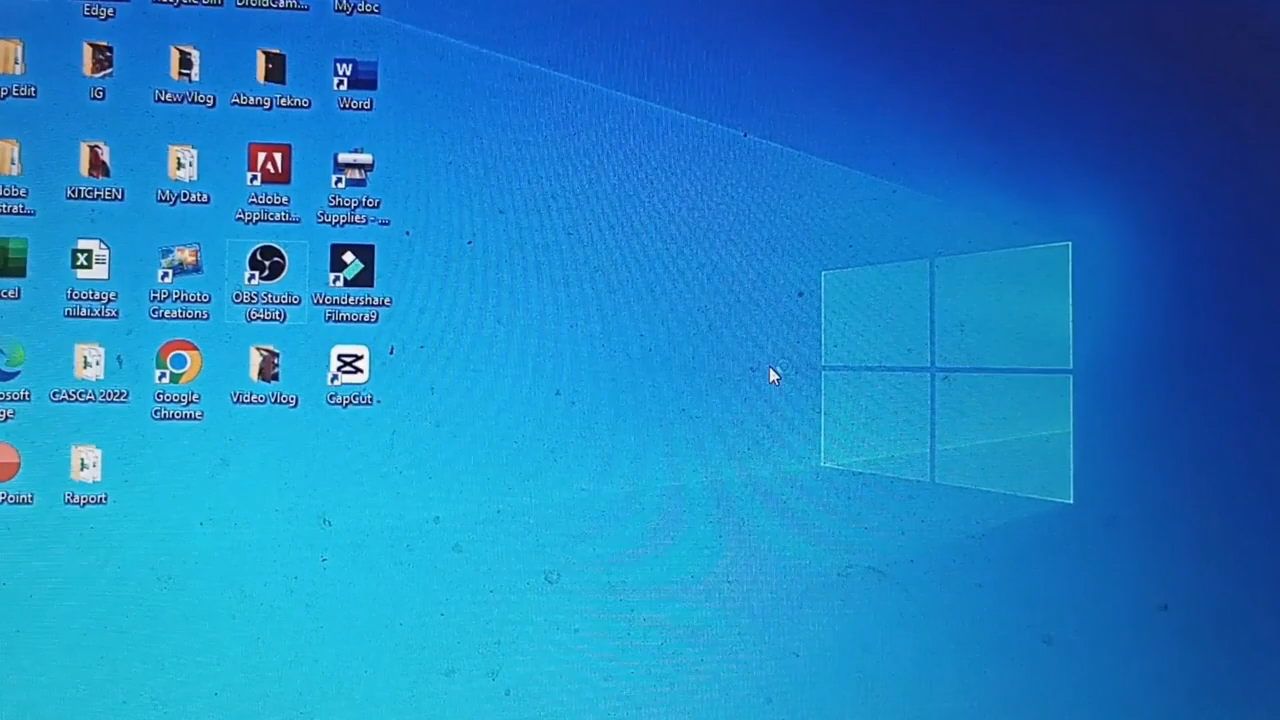 Edge
My doc
p Edit
IG
New Vlog
Abang Tekno
W
Word
KITCHEN
My Data
Adobe
Applicati...
Shop for
Supplies - ...
dobe
strat...
cel
X
footage
nilai.xlsx
HP Photo
Creations
OBS Studio
(64bit)
Wondershare
Filmora9
osoft
ge
GASCA 2022
Google
Chrome
Video Vlog
CapCut
Point
Raport